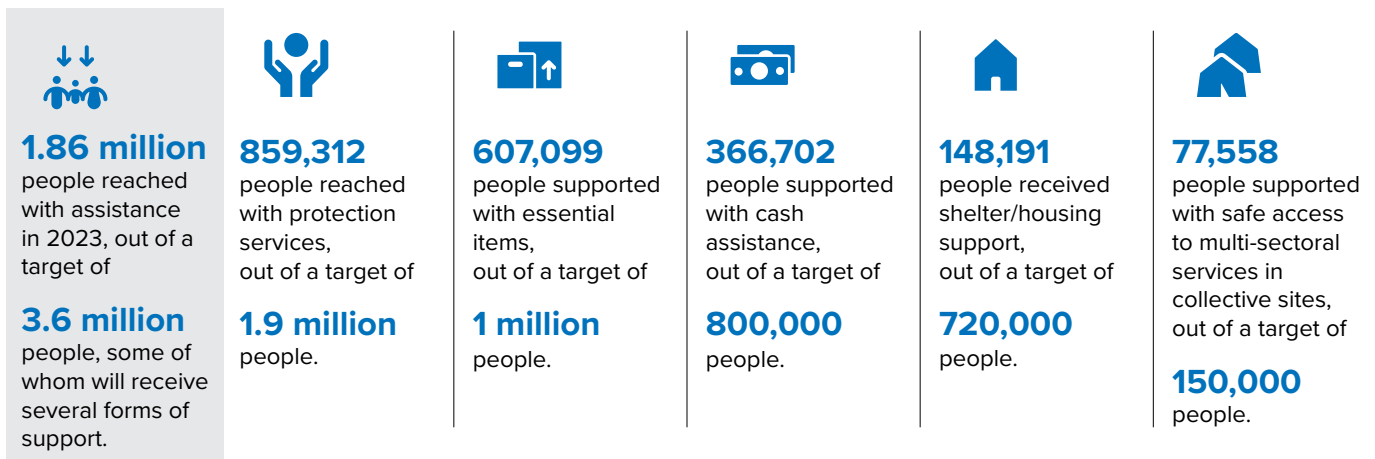 1.86 million
people reached
with assistance
in 2023, out of a
target of
3.6 million
people, some of
whom will receive
several forms of
support.
859,312
people reached
with protection
services,
out of a target of
1.9 million
people.
607,099
people supported
with essential
items,
out of a target of
1 million
people.
366,702
people supported
with cash
assistance,
out of a target of
800,000
people.
148,191
people received
shelter/housing
support,
out of a target of
720,000
people.
77,558
people supported
with safe access
to multi-sectoral
services in
collective sites,
out of a target of
150,000
people.